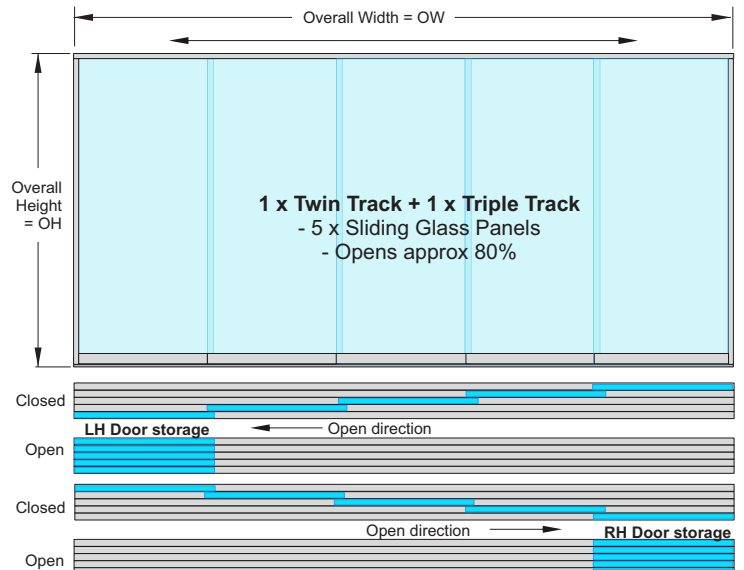 Overall Width = OW
Overall
Height
= OH
1 x Twin Track + 1 x Triple Track
- 5 x Sliding Glass Panels
- Opens approx 80%
Closed
LH Door storage
Open direction
Open
Closed
Open direction
RH Door storage
Open